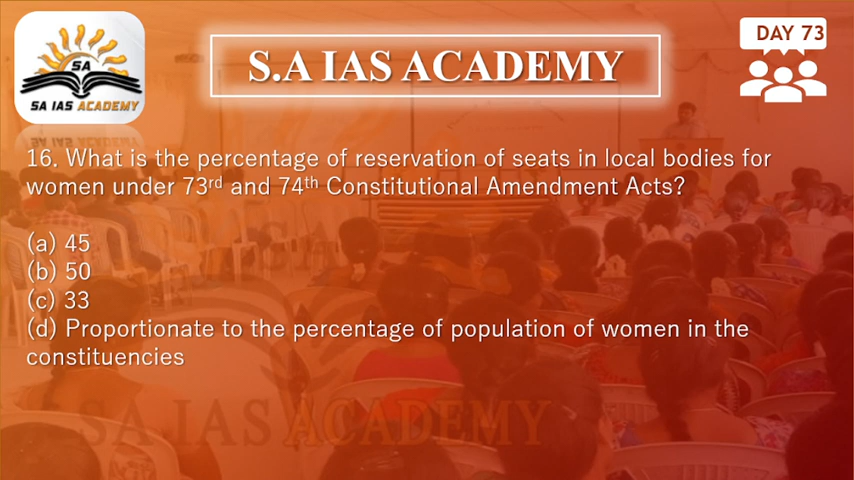 SA
SA IAS ACADEMY
S.A IAS ACADEMY
DAY 73
16. What is the percentage of reservation of seats in local bodies for
women under 73rd and 74th Constitutional Amendment Acts?
(a) 45
(b) 50
(c) 33
(d) Proportionate to the percentage of population of women in the
constituencies
SA
SA IAS ACADEMY